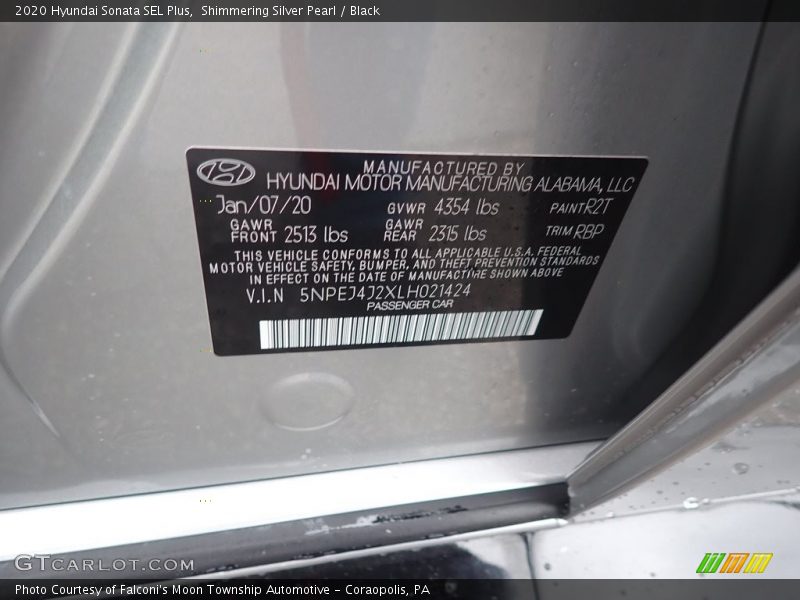 2020 Hyundai Sonata SEL Plus,  Shimmering Silver Pearl / Black
MANUFACTURED BY
HYUNDAI MOTOR MANUFACTURING ALABAMA, LLC
Jan/07/20 GVWR 4354 lbs PAINT R2T
GAWR FRONT 2513 lbs GAWR REAR 2315 lbs TRIM RBP
THIS VEHICLE CONFORMS TO ALL APPLICABLE U.S.A. FEDERAL
MOTOR VEHICLE SAFETY, BUMPER, AND THEFT PREVENTION STANDARDS
IN EFFECT ON THE DATE OF MANUFACTURE SHOWN ABOVE
V.I.N 5NPEJ4J2XLH021424
PASSENGER CAR
GTCARLOT.COM
Photo Courtesy of Falconi's Moon Township Automotive – Coraopolis, PA